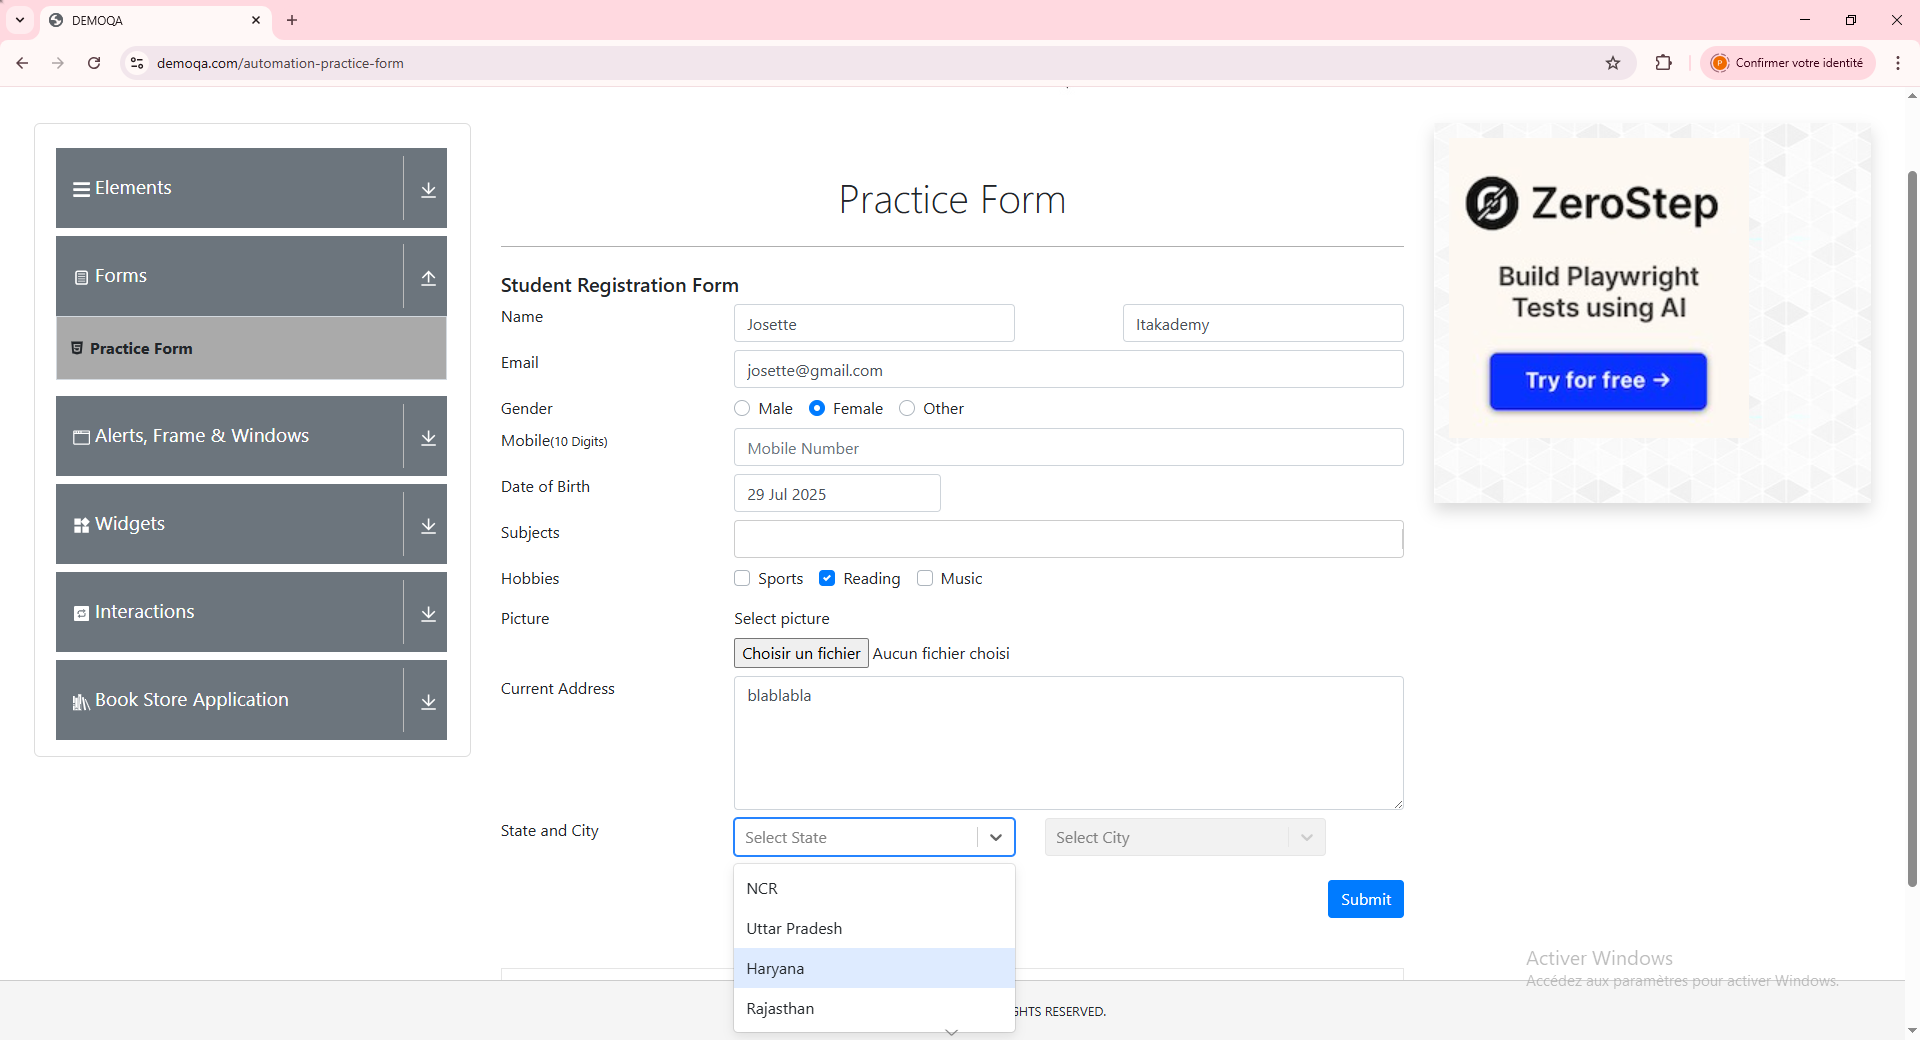 DEMOQA
demoqa.com/automation-practice-form
Confirmer votre identité
Elements
Forms
Practice Form
Alerts, Frame & Windows
Widgets
Interactions
Book Store Application
Practice Form
Student Registration Form
Name
Josette
Itakademy
Email
josette@gmail.com
Gender
Male
Female
Other
Mobile(10 Digits)
Mobile Number
Date of Birth
29 Jul 2025
Subjects
Hobbies
Sports
Reading
Music
Picture
Select picture
Choisir un fichier
Aucun fichier choisi
Current Address
blablabla
State and City
Select State
Select City
NCR
Uttar Pradesh
Haryana
Rajasthan
Submit
RESERVED.
ZeroStep
Build Playwright
Tests using AI
Try for free →
Activer Windows
Accédez aux paramètres pour activer Windows.